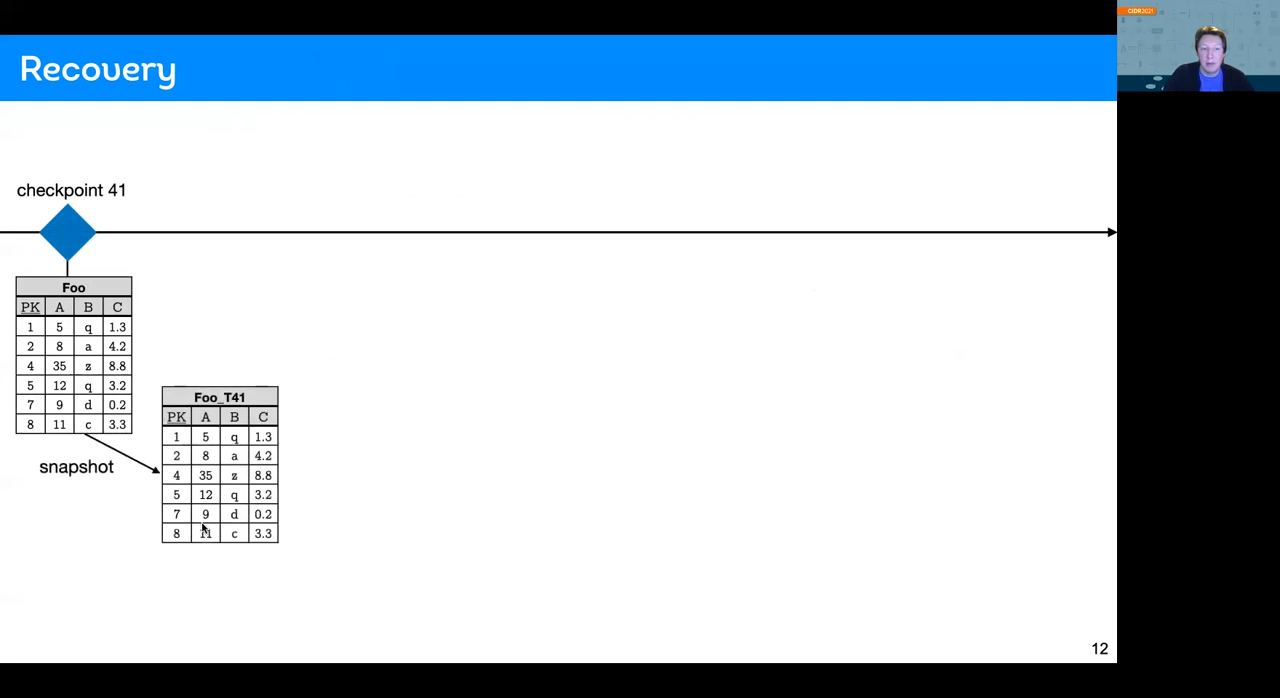 CIDR2021
Recovery
checkpoint 41
Foo
PK A B C
1 5 q 1.3
2 8 a 4.2
4 35 z 8.8
5 12 q 3.2
7 9 d 0.2
8 11 c 3.3
snapshot
Foo_T41
PK A B C
1 5 q 1.3
2 8 a 4.2
4 35 z 8.8
5 12 q 3.2
7 9 d 0.2
8 11 c 3.3
12